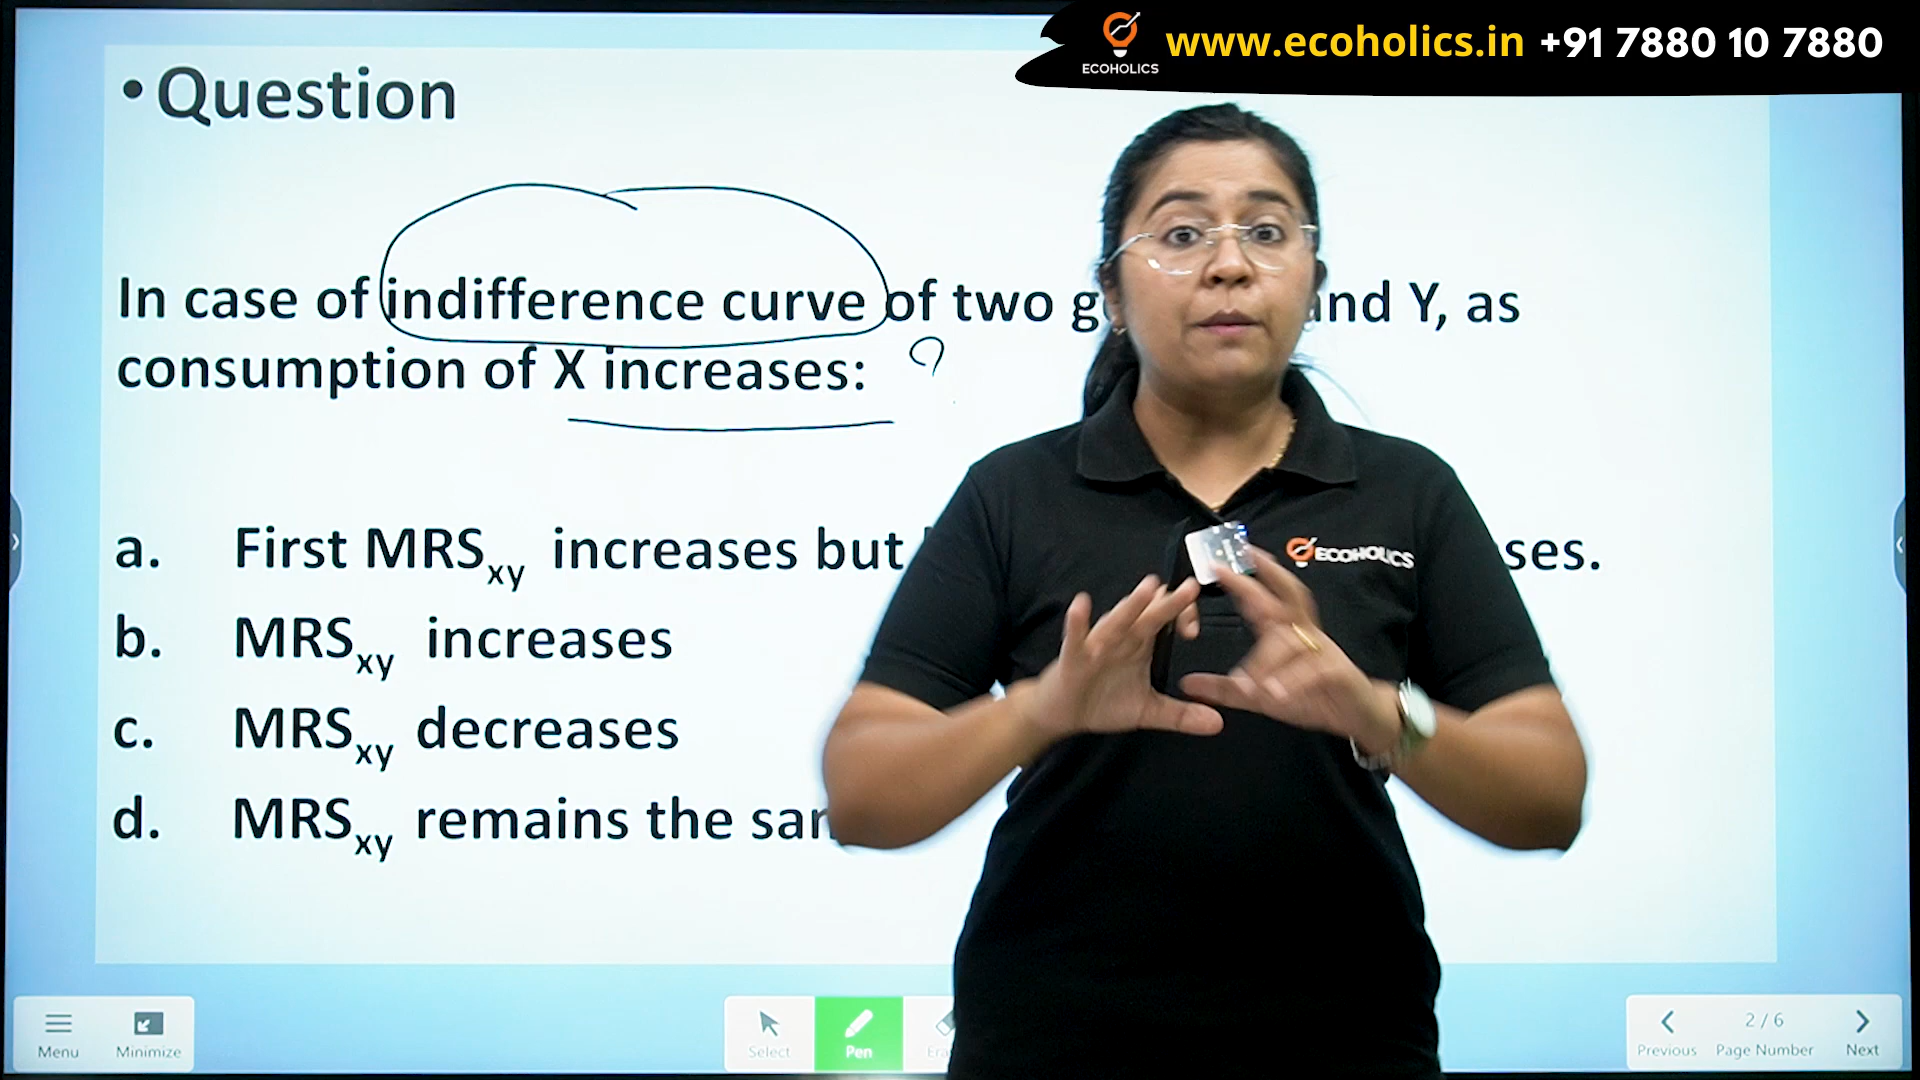 www.ecoholics.in +91 7880 10 7880
ECOHOLICS
• Question
In case of indifference curve of two and Y, as
consumption of X increases: ?
a. First MRSxy increases but
b. MRSxy increases
c. MRSxy decreases
d. MRSxy remains the
ECOHOLICS
Menu Minimize Select Pen Previous 2 / 6 Page Number Next